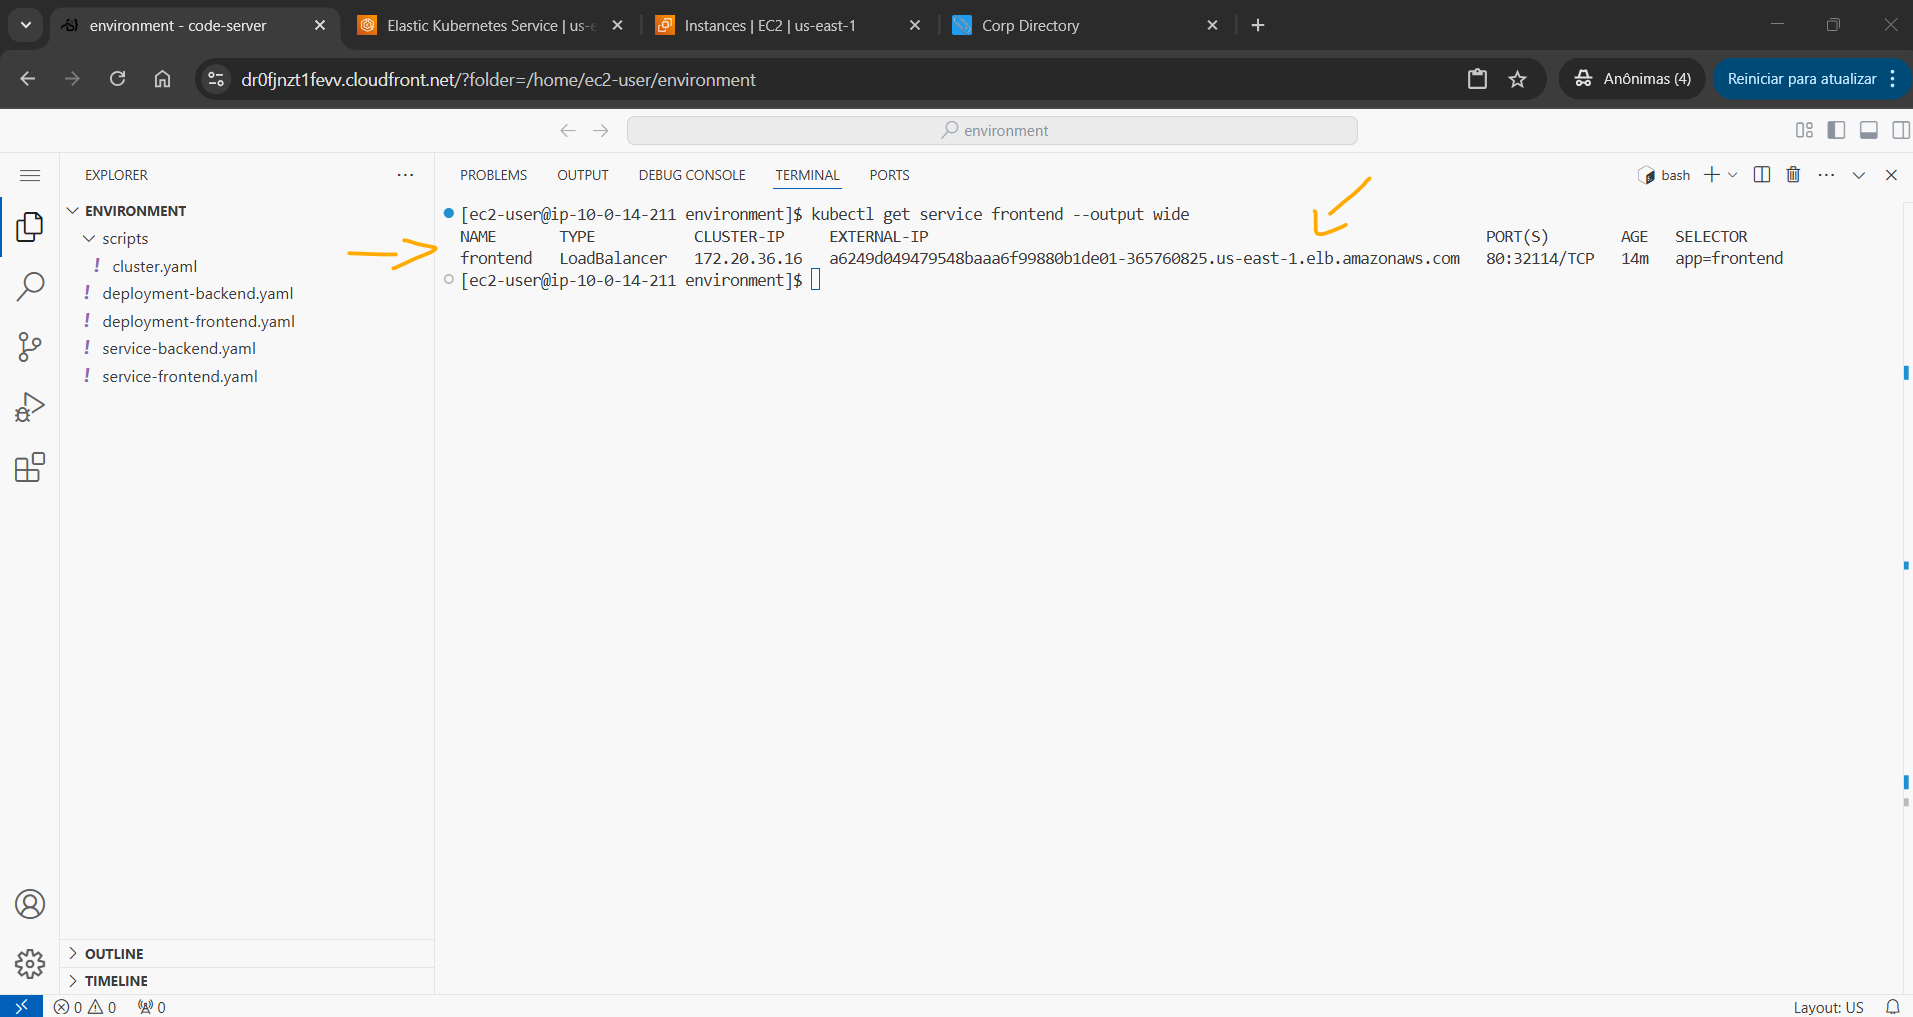 environment - code-server
Elastic Kubernetes Service | us-e
Instances | EC2 | us-east-1
Corp Directory
dr0fjnzt1fevv.cloudfront.net/?folder=/home/ec2-user/environment
Anônimas (4)
Reiniciar para atualizar
environment
EXPLORER
PROBLEMS OUTPUT DEBUG CONSOLE TERMINAL PORTS
bash
ENVIRONMENT
scripts
! cluster.yaml
! deployment-backend.yaml
! deployment-frontend.yaml
! service-backend.yaml
! service-frontend.yaml
[ec2-user@ip-10-0-14-211 environment]$ kubectl get service frontend --output wide
NAME TYPE CLUSTER-IP EXTERNAL-IP PORT(S) AGE SELECTOR
frontend LoadBalancer 172.20.36.16 a6249d049479548baaa6f99880b1de01-365760825.us-east-1.elb.amazonaws.com 80:32114/TCP 14m app=frontend
[ec2-user@ip-10-0-14-211 environment]$
OUTLINE
TIMELINE
0 0 0
Layout: US